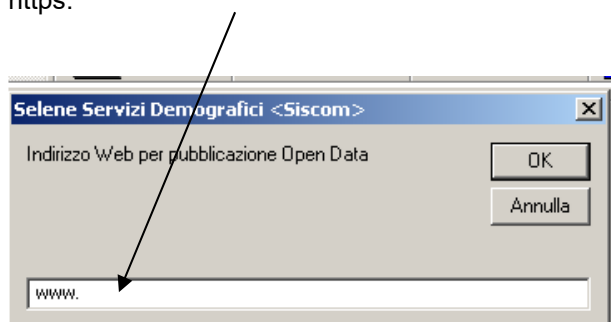 https.
Selene Servizi Demografici <Siscom>
Indirizzo Web per pubblicazione Open Data
OK
Annulla
www.